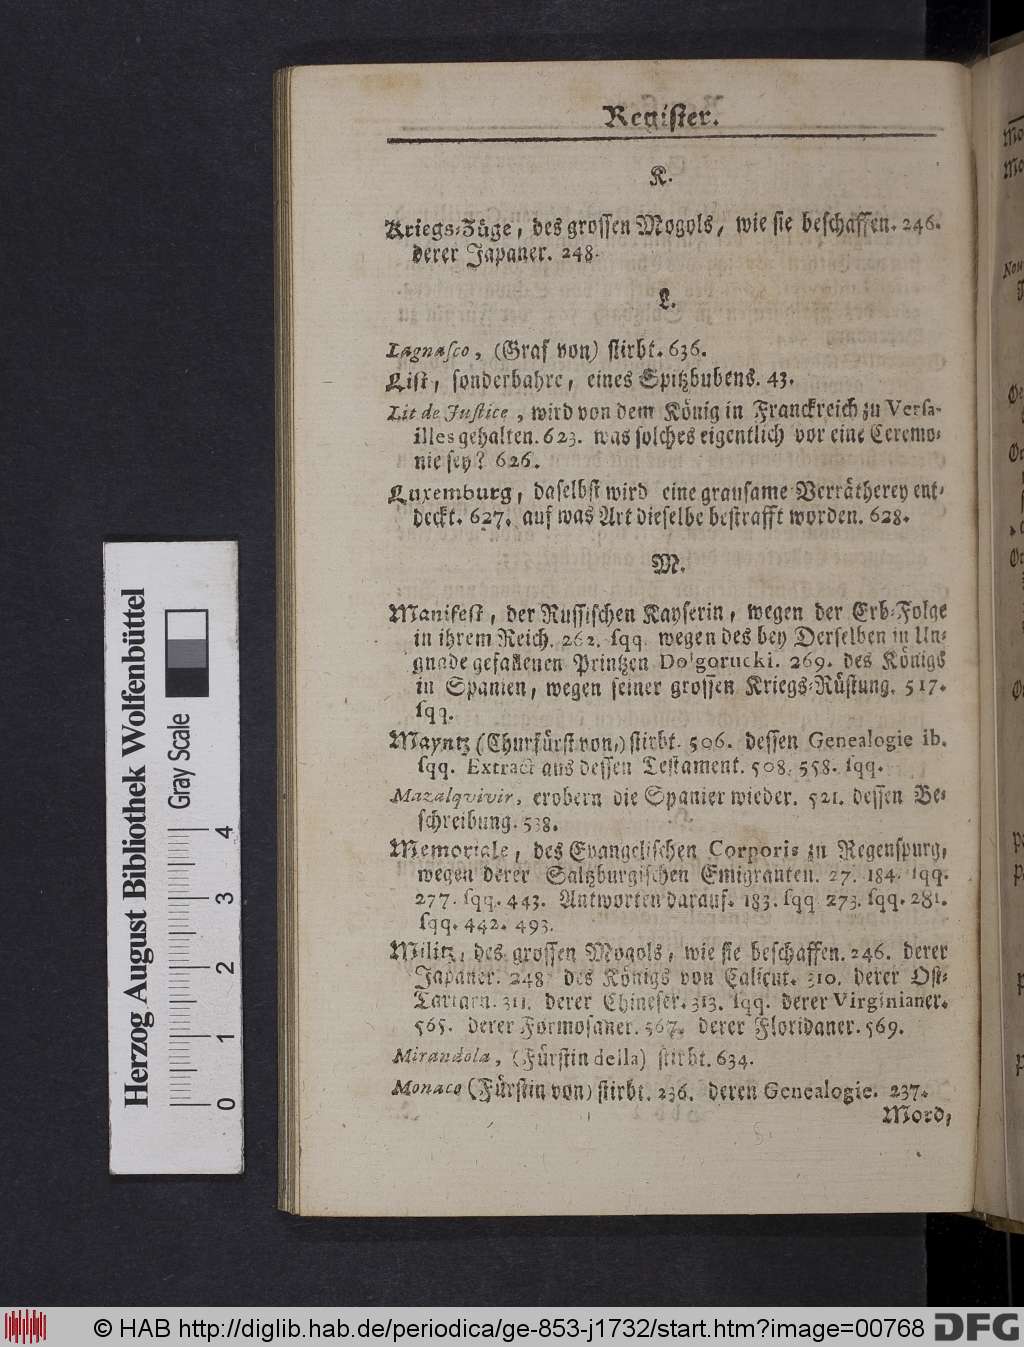 Register.
K.
Kriegs-Züge, des grossen Mogols, wie sie beschaffen. 246.
derer Japaner. 248.
L.
Lagnasco, (Graf von) stirbt. 636.
List, sonderbahre, eines Spitzbubens. 43.
Lit de Justice, wird von dem König in Franckreich zu Versa-
illes gehalten. 623. was solches eigentlich vor eine Ceremo-
nie sey? 626.
Luxemburg, daselbst wird eine grausame Verrätherey ent-
deckt. 627. auf was Art dieselbe bestrafft worden. 628.
M.
Manifest, der Russischen Kayserin, wegen der Erb-Folge
in ihrem Reich. 262. sqq. wegen des bey Derselben in Un-
gnade gefallenen Printzen Dolgorucki. 269. des Königs
in Spanien, wegen seiner grossen Kriegs-Rüstung. 517.
sqq.
Mayntz (Churfürst von,) stirbt. 506. dessen Genealogie ib.
sqq. Extract aus dessen Testament. 508. 558. sqq.
Mazalqvivir, erobern die Spanier wieder. 521. dessen Be-
schreibung. 538.
Memoriale, des Evangelischen Corporis zu Regenspurg,
wegen derer Saltzburgischen Emigranten. 27. 184. sqq.
277. sqq. 443. Antworten darauf. 183. sqq 273. sqq. 281.
sqq. 442. 493.
Militz, des grossen Mogols, wie sie beschaffen. 246. derer
Japaner. 248 des Königs von Calicut. 310. derer Ost-
Tartarn. 311. derer Chineser. 313. sqq. derer Virginianer.
565. derer Formosaner. 567. derer Floridaner. 569.
Mirandola, (Fürstin della) stirbt. 634.
Monaco (Fürstin von) stirbt. 236. deren Genealogie. 237.
Mord,
Herzog August Bibliothek Wolfenbüttel
Gray Scale
0 1 2 3 4
© HAB http://diglib.hab.de/periodica/ge-853-j1732/start.htm?image=00768
DFG